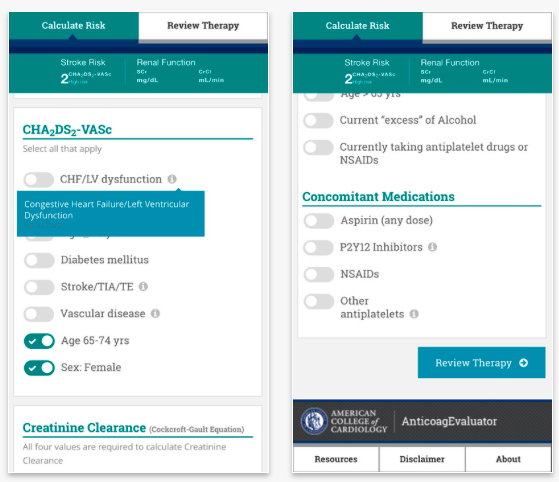 Calculate Risk
Review Therapy
Stroke Risk
2 CHA₂DS₂-VASc
High risk
Renal Function
SCr
mg/dL
CrCl
mL/min
CHA₂DS₂-VASc
Select all that apply
CHF/LV dysfunction
Congestive Heart Failure/Left Ventricular
Dysfunction
Diabetes mellitus
Stroke/TIA/TE
Vascular disease
Age 65-74 yrs
Sex: Female
Creatinine Clearance (Cockcroft-Gault Equation)
All four values are required to calculate Creatinine
Clearance
Calculate Risk
Review Therapy
Stroke Risk
2 CHA₂DS₂-VASc
High risk
Renal Function
SCr
mg/dL
CrCl
mL/min
Age > 65 yrs
Current "excess" of Alcohol
Currently taking antiplatelet drugs or
NSAIDs
Concomitant Medications
Aspirin (any dose)
P2Y12 Inhibitors
NSAIDs
Other
antiplatelets
Review Therapy
AMERICAN
COLLEGE of
CARDIOLOGY
AnticoagEvaluator
Resources
Disclaimer
About